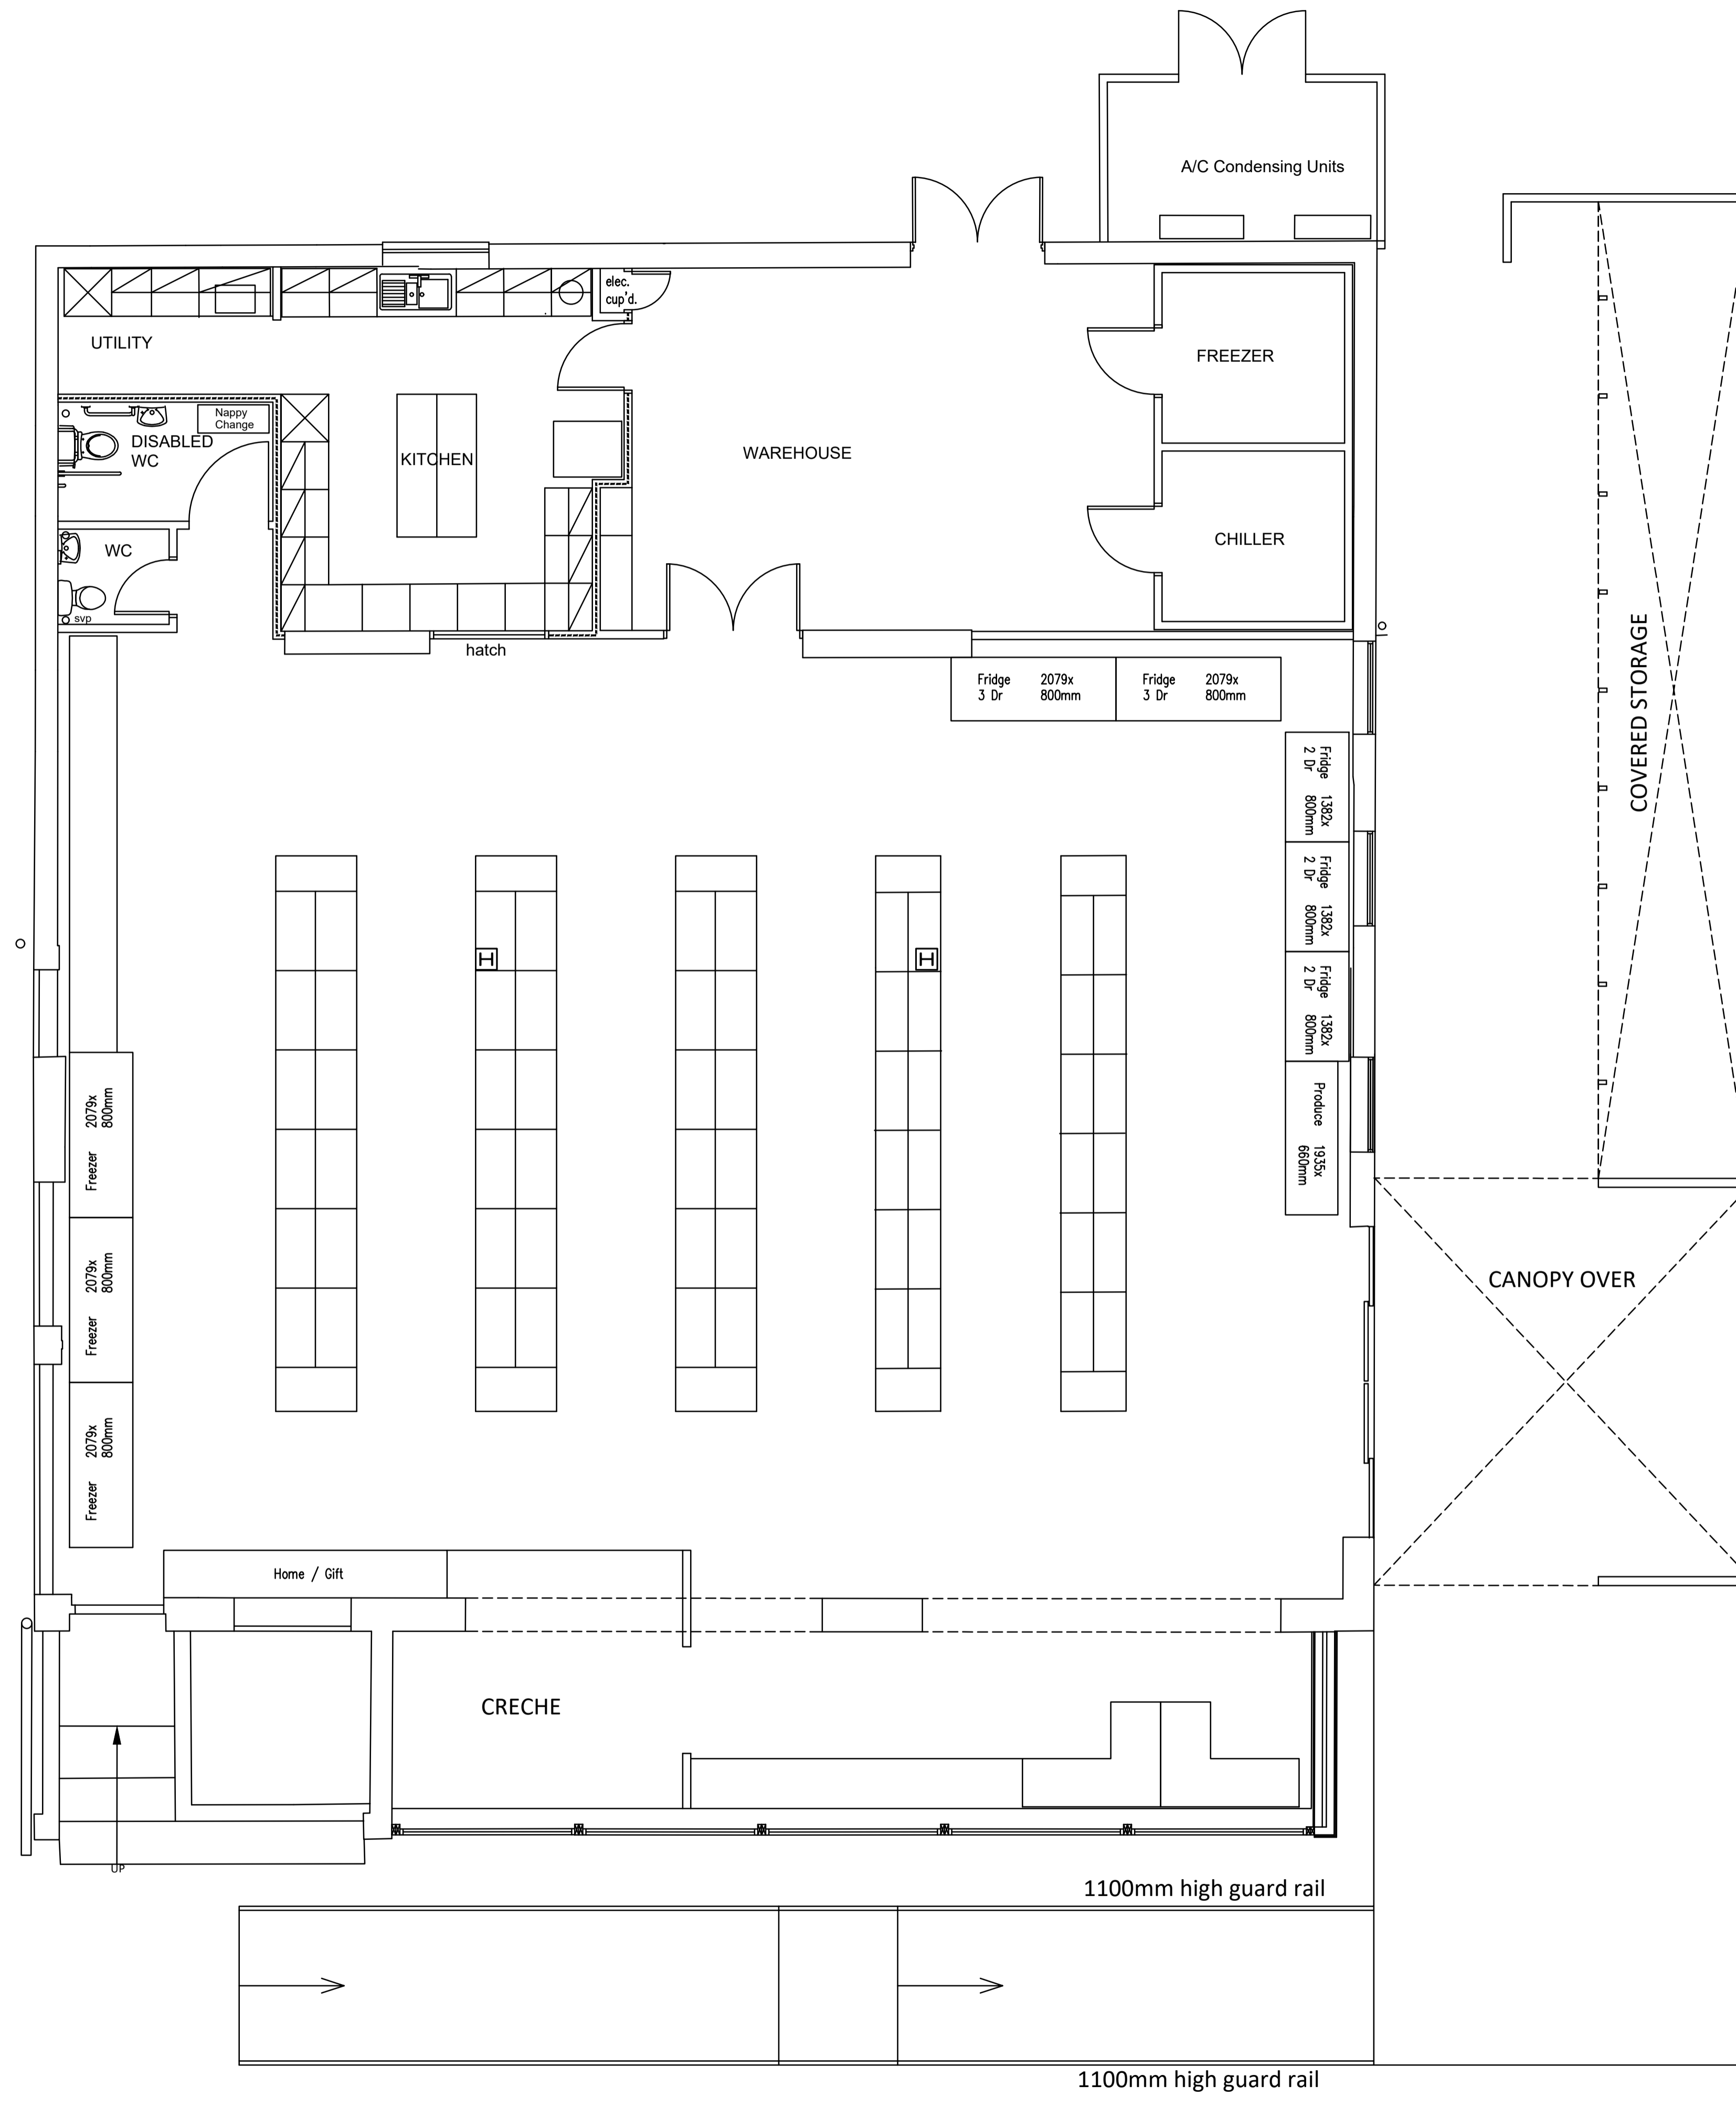 A/C Condensing Units
elec.
cup'd.
UTILITY
FREEZER
Nappy
Change
DISABLED
WC
KITCHEN
WAREHOUSE
CHILLER
WC
svp
hatch
Fridge 2079x
3 Dr 800mm
Fridge 2079x
3 Dr 800mm
COVERED STORAGE
Fridge 1382x
2 Dr 800mm
Fridge 1382x
2 Dr 800mm
Fridge 1382x
2 Dr 800mm
H
H
Produce 1935x
660mm
Freezer 2079x
800mm
Freezer 2079x
800mm
Freezer 2079x
800mm
CANOPY OVER
Home / Gift
CRECHE
UP
1100mm high guard rail
1100mm high guard rail